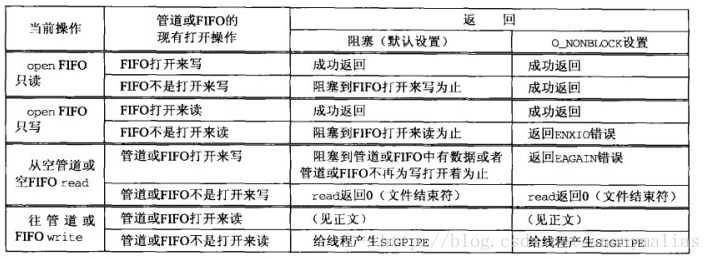 当前操作 管道或FIFO的 返 回
现有打开操作 阻塞（默认设置） O_NONBLOCK设置
open FIFO FIFO打开来写 成功返回 成功返回
只读 FIFO不是打开来写 阻塞到FIFO打开来写为止 成功返回
open FIFO FIFO打开来读 成功返回 成功返回
只写 FIFO不是打开来读 阻塞到FIFO打开来读为止 返回ENXIO错误
从空管道或 管道或FIFO打开来写 阻塞到管道或FIFO中有数据或者 返回EAGAIN错误
空FIFO read 管道或FIFO不再为写打开着为止
管道或FIFO不是打开来写 read返回0（文件结束符） read返回0（文件结束符）
往管道或 管道或FIFO打开来读 （见正文） （见正文）
FIFO write 管道或FIFO不是打开来读 给线程产生SIGPIPE 给线程产生SIGPIPE